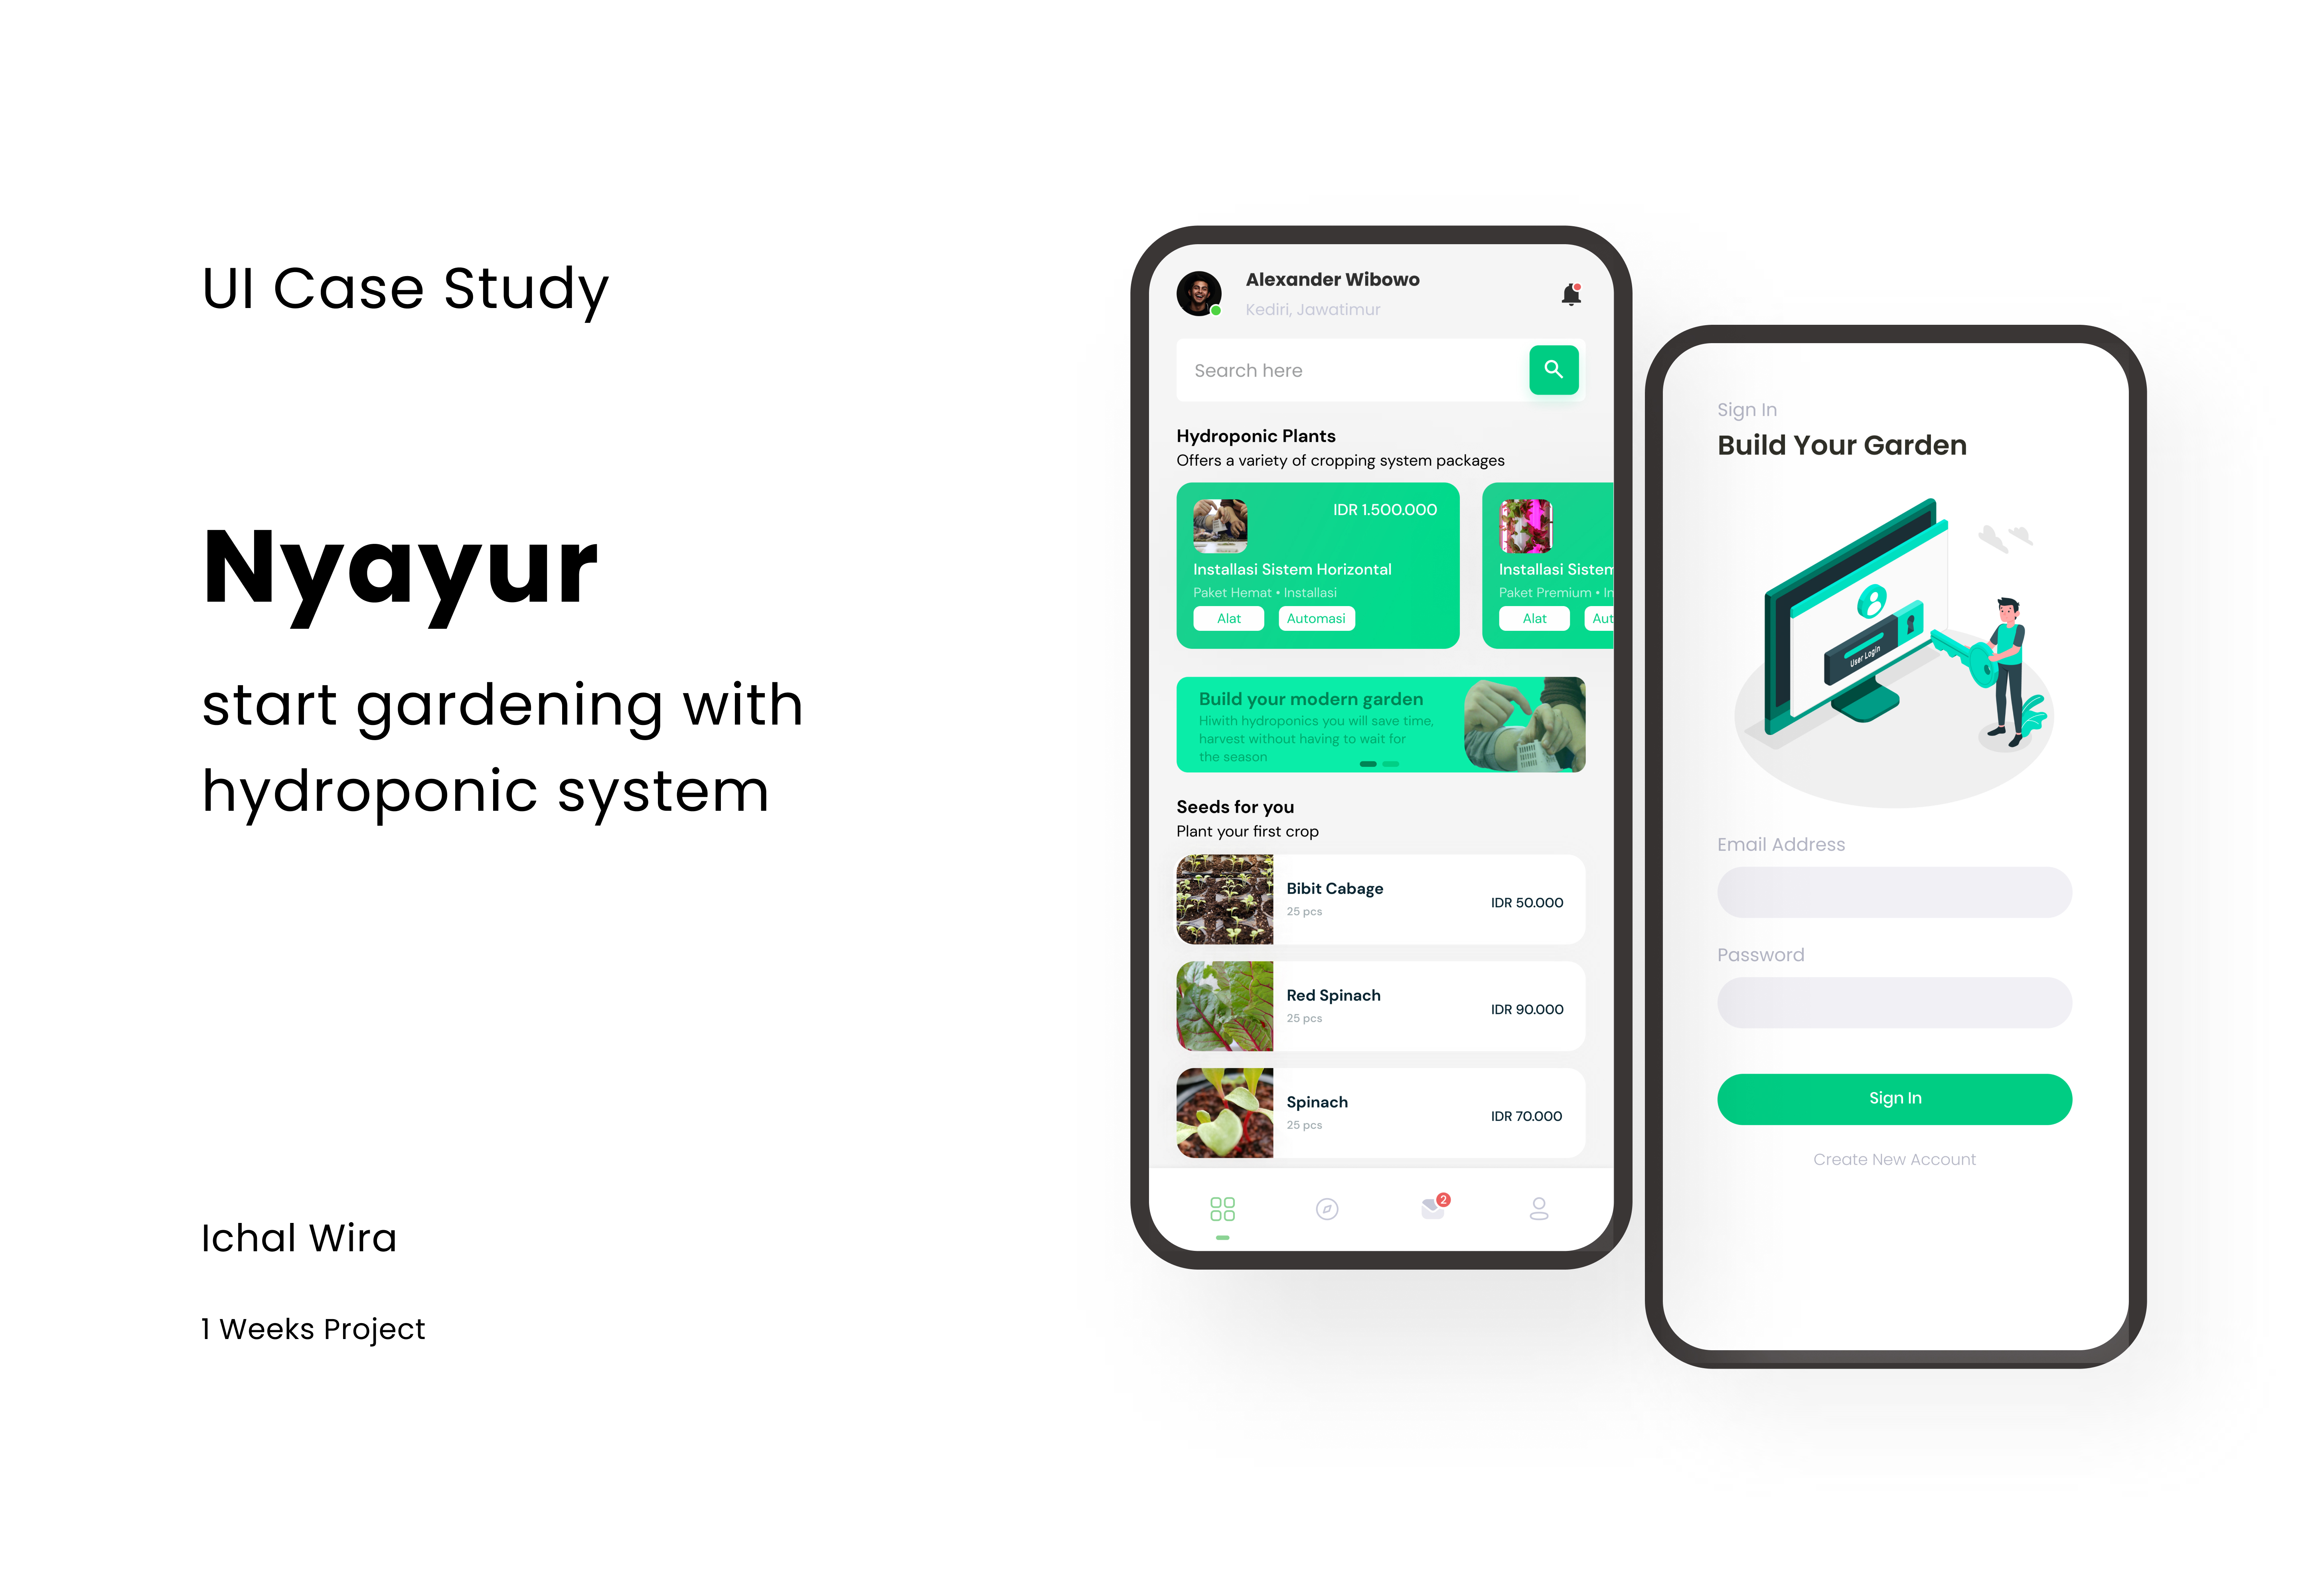 UI Case Study
Nyayur
start gardening with
hydroponic system
Ichal Wira
1 Weeks Project
Alexander Wibowo
Kediri, Jawatimur
Search here
Hydroponic Plants
Offers a variety of cropping system packages
IDR 1.500.000
Installasi Sistem Horizontal
Paket Hemat • Installasi
Alat Automasi
Installasi Sistem
Paket Premium • In
Alat Aut
Build your modern garden
Hiwith hydroponics you will save time,
harvest without having to wait for
the season
Seeds for you
Plant your first crop
Bibit Cabage
25 pcs
IDR 50.000
Red Spinach
25 pcs
IDR 90.000
Spinach
25 pcs
IDR 70.000
2
Sign In
Build Your Garden
User Login
Email Address
Password
Sign In
Create New Account